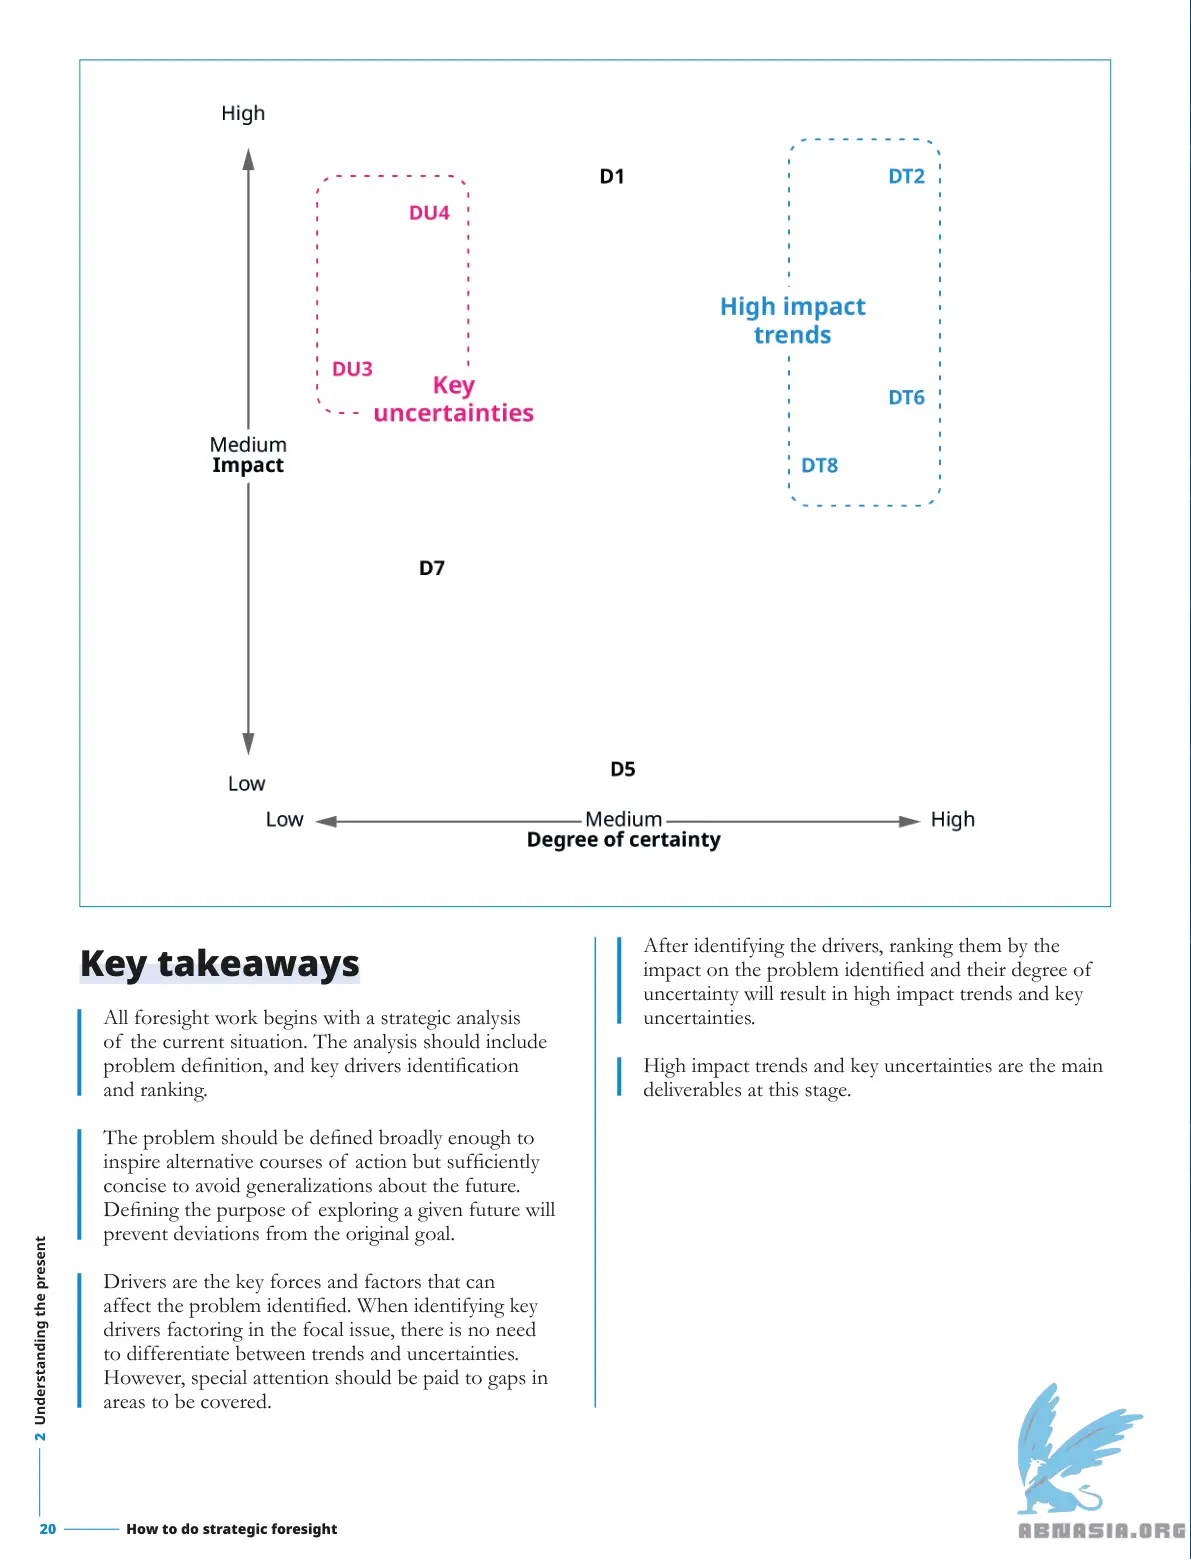 High
D1
DT2
DU4
High impact
trends
DU3
Key
uncertainties
DT6
Medium
Impact
DT8
D7
D5
Low
Low
Medium
High
Degree of certainty
Key takeaways
All foresight work begins with a strategic analysis
of the current situation. The analysis should include
problem definition, and key drivers identification
and ranking.
The problem should be defined broadly enough to
inspire alternative courses of action but sufficiently
concise to avoid generalizations about the future.
Defining the purpose of exploring a given future will
prevent deviations from the original goal.
Drivers are the key forces and factors that can
affect the problem identified. When identifying key
drivers factoring in the focal issue, there is no need
to differentiate between trends and uncertainties.
However, special attention should be paid to gaps in
areas to be covered.
After identifying the drivers, ranking them by the
impact on the problem identified and their degree of
uncertainty will result in high impact trends and key
uncertainties.
High impact trends and key uncertainties are the main
deliverables at this stage.
2 Understanding the present
20
How to do strategic foresight
ABNASIA.ORG